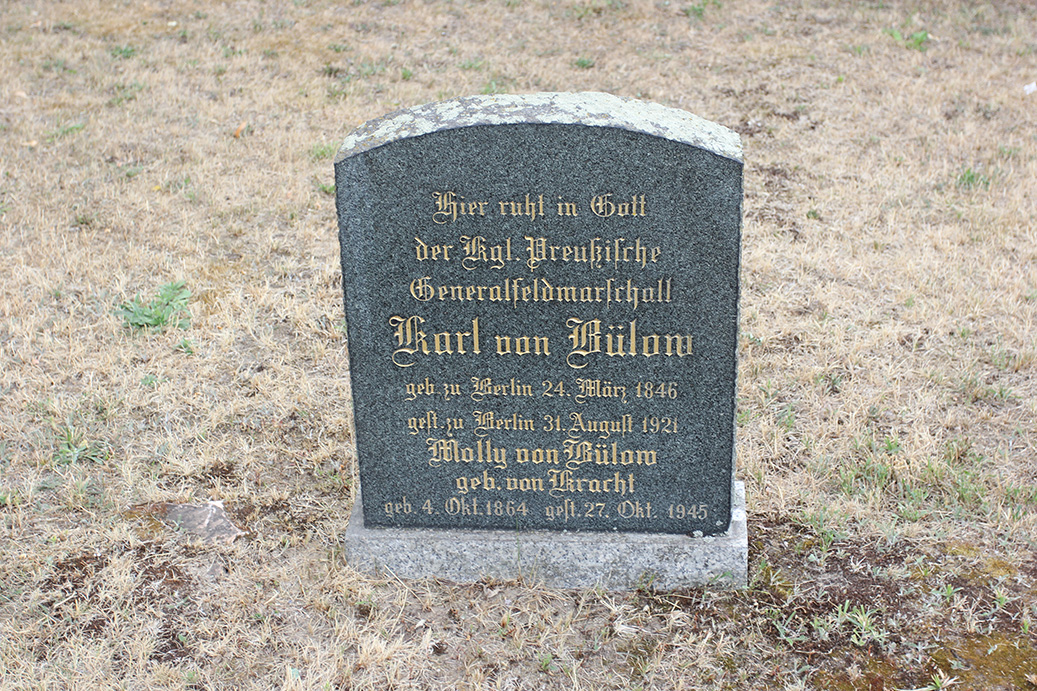 Hier ruht in Gott
der Kgl. Preußische
Generalfeldmarschall
Karl von Bülow
geb. zu Berlin 24. März 1846
gest. zu Berlin 31. August 1921
Molly von Bülow
geb. von Kracht
geb. 4. Okt. 1864 gest. 27. Okt. 1945